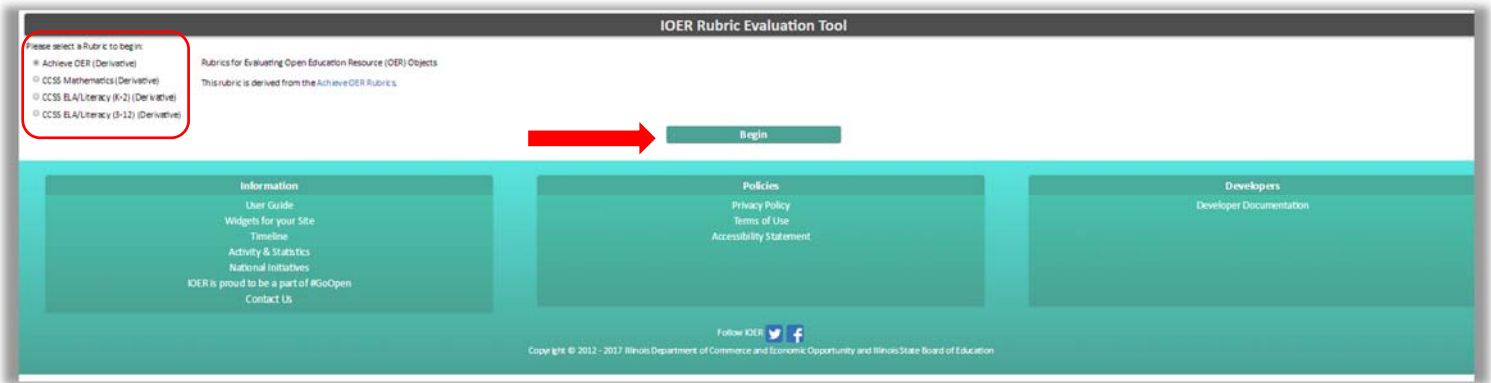 IOER Rubric Evaluation Tool
Please select a Rubric to begin:
Achieve OER (Derivative)
CCSS Mathematics (Derivative)
CCSS ELA/Literacy (K-2) (Derivative)
CCSS ELA/Literacy (3-12) (Derivative)
Rubrics for Evaluating Open Education Resource (OER) Objects
This rubric is derived from the Achieve OER Rubrics.
Begin
Information
User Guide
Widgets for your Site
Timeline
Activity & Statistics
National Initiatives
IOER is proud to be a part of #GoOpen
Contact Us
Policies
Privacy Policy
Terms of Use
Accessibility Statement
Developers
Developer Documentation
Follow IOER
Copyright © 2012 - 2017 Illinois Department of Commerce and Economic Opportunity and Illinois State Board of Education